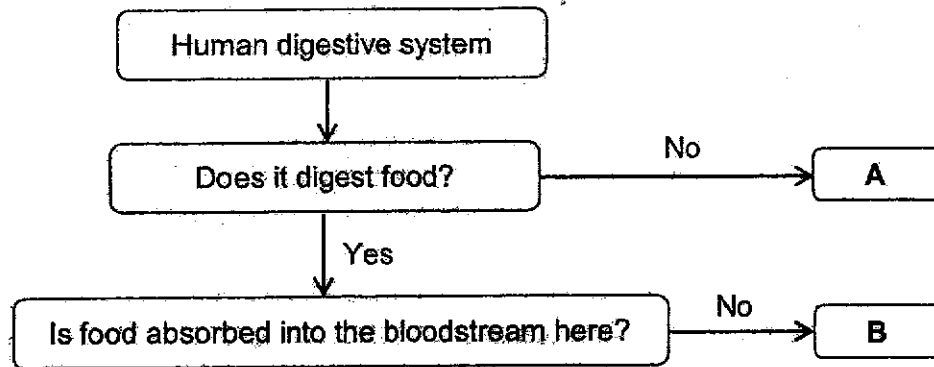 Human digestive system
Does it digest food?
No
A
Yes
Is food absorbed into the bloodstream here?
No
B